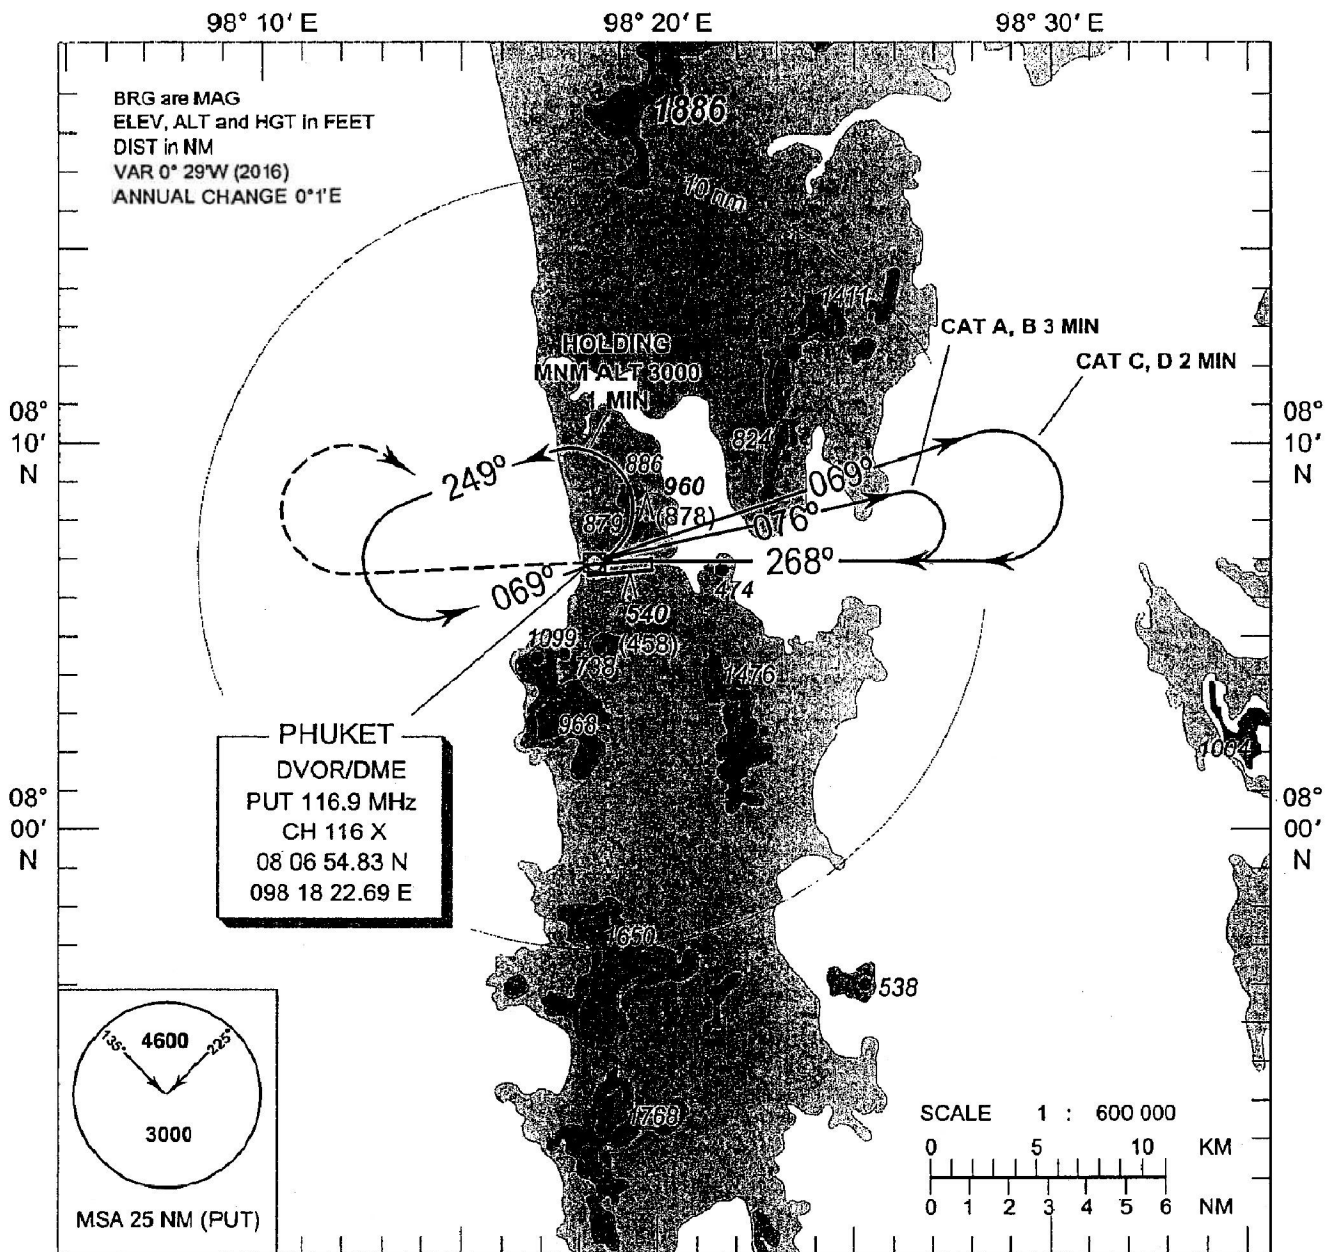 98° 10' E
98° 20' E
98° 30' E
BRG are MAG
ELEV, ALT and HGT in FEET
DIST in NM
VAR 0° 29'W (2016)
ANNUAL CHANGE 0°1'E
1886
10 nm
1411
CAT A, B 3 MIN
CAT C, D 2 MIN
HOLDING
MNM ALT 3000
1 MIN
08°
10'
N
08°
10'
N
824
886
249°
069°
960
(878)
879
076°
268°
069°
474
540
(458)
1099
738
1476
968
1004
PHUKET
DVOR/DME
PUT 116.9 MHz
CH 116 X
08 06 54.83 N
098 18 22.69 E
08°
00'
N
08°
00'
N
1650
538
4600
135°
225°
3000
MSA 25 NM (PUT)
1768
SCALE 1 : 600 000
0 5 10 KM
0 1 2 3 4 5 6 NM